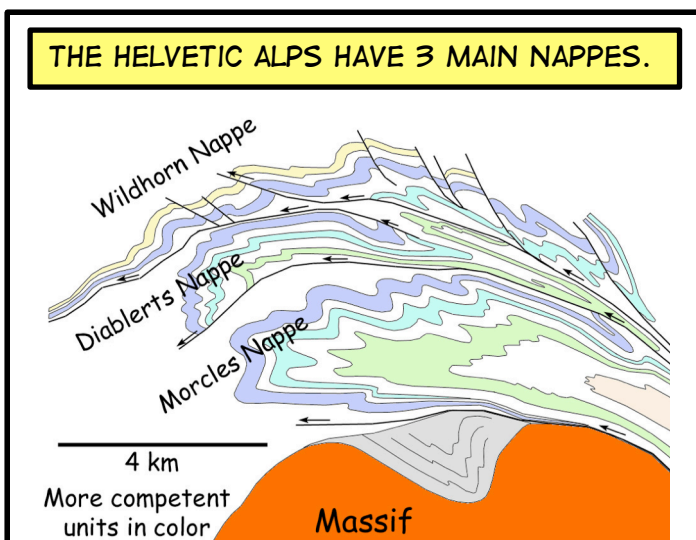 THE HELVETIC ALPS HAVE 3 MAIN NAPPES.
Wildhorn Nappe
Diablerts Nappe
Morcles Nappe
4 km
More competent
units in color
Massif